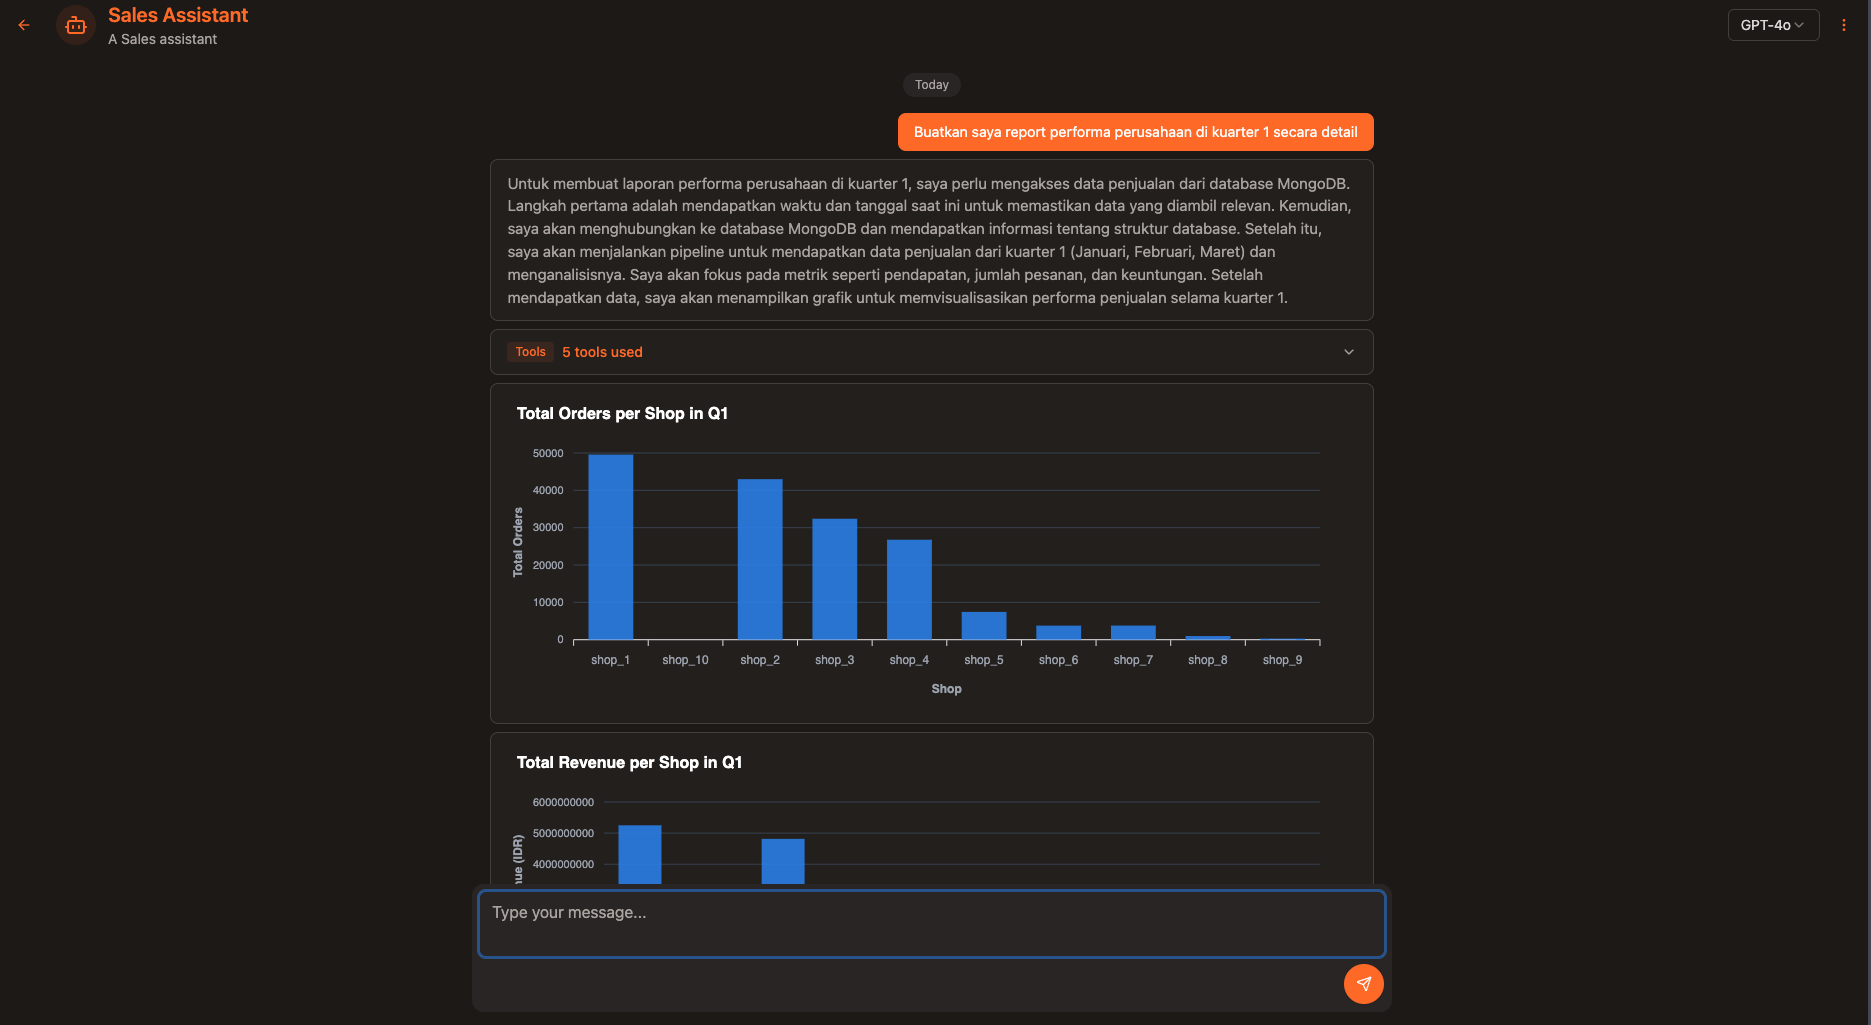 Sales Assistant
A Sales assistant
GPT-4o
Today
Buatkan saya report performa perusahaan di kuarter 1 secara detail
Untuk membuat laporan performa perusahaan di kuarter 1, saya perlu mengakses data penjualan dari database MongoDB.
Langkah pertama adalah mendapatkan waktu dan tanggal saat ini untuk memastikan data yang diambil relevan. Kemudian,
saya akan menghubungkan ke database MongoDB dan mendapatkan informasi tentang struktur database. Setelah itu,
saya akan menjalankan pipeline untuk mendapatkan data penjualan dari kuarter 1 (Januari, Februari, Maret) dan
menganalisisnya. Saya akan fokus pada metrik seperti pendapatan, jumlah pesanan, dan keuntungan. Setelah
mendapatkan data, saya akan menampilkan grafik untuk memvisualisasikan performa penjualan selama kuarter 1.
Tools 5 tools used
Total Orders per Shop in Q1
Total Orders
50000
40000
30000
20000
10000
0
shop_1 shop_10 shop_2 shop_3 shop_4 shop_5 shop_6 shop_7 shop_8 shop_9
Shop
Total Revenue per Shop in Q1
6000000000
5000000000
4000000000
(IDR)
Type your message...